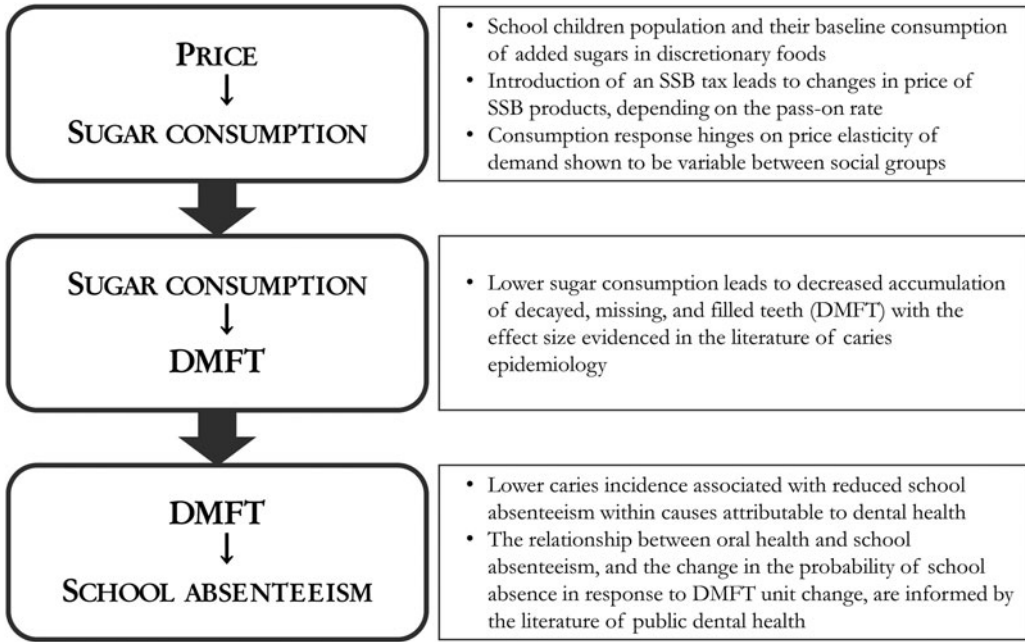 PRICE
↓
SUGAR CONSUMPTION
• School children population and their baseline consumption
of added sugars in discretionary foods
• Introduction of an SSB tax leads to changes in price of
SSB products, depending on the pass-on rate
• Consumption response hinges on price elasticity of
demand shown to be variable between social groups
SUGAR CONSUMPTION
↓
DMFT
• Lower sugar consumption leads to decreased accumulation
of decayed, missing, and filled teeth (DMFT) with the
effect size evidenced in the literature of caries
epidemiology
DMFT
↓
SCHOOL ABSENTEEISM
• Lower caries incidence associated with reduced school
absenteeism within causes attributable to dental health
• The relationship between oral health and school
absenteeism, and the change in the probability of school
absence in response to DMFT unit change, are informed by
the literature of public dental health